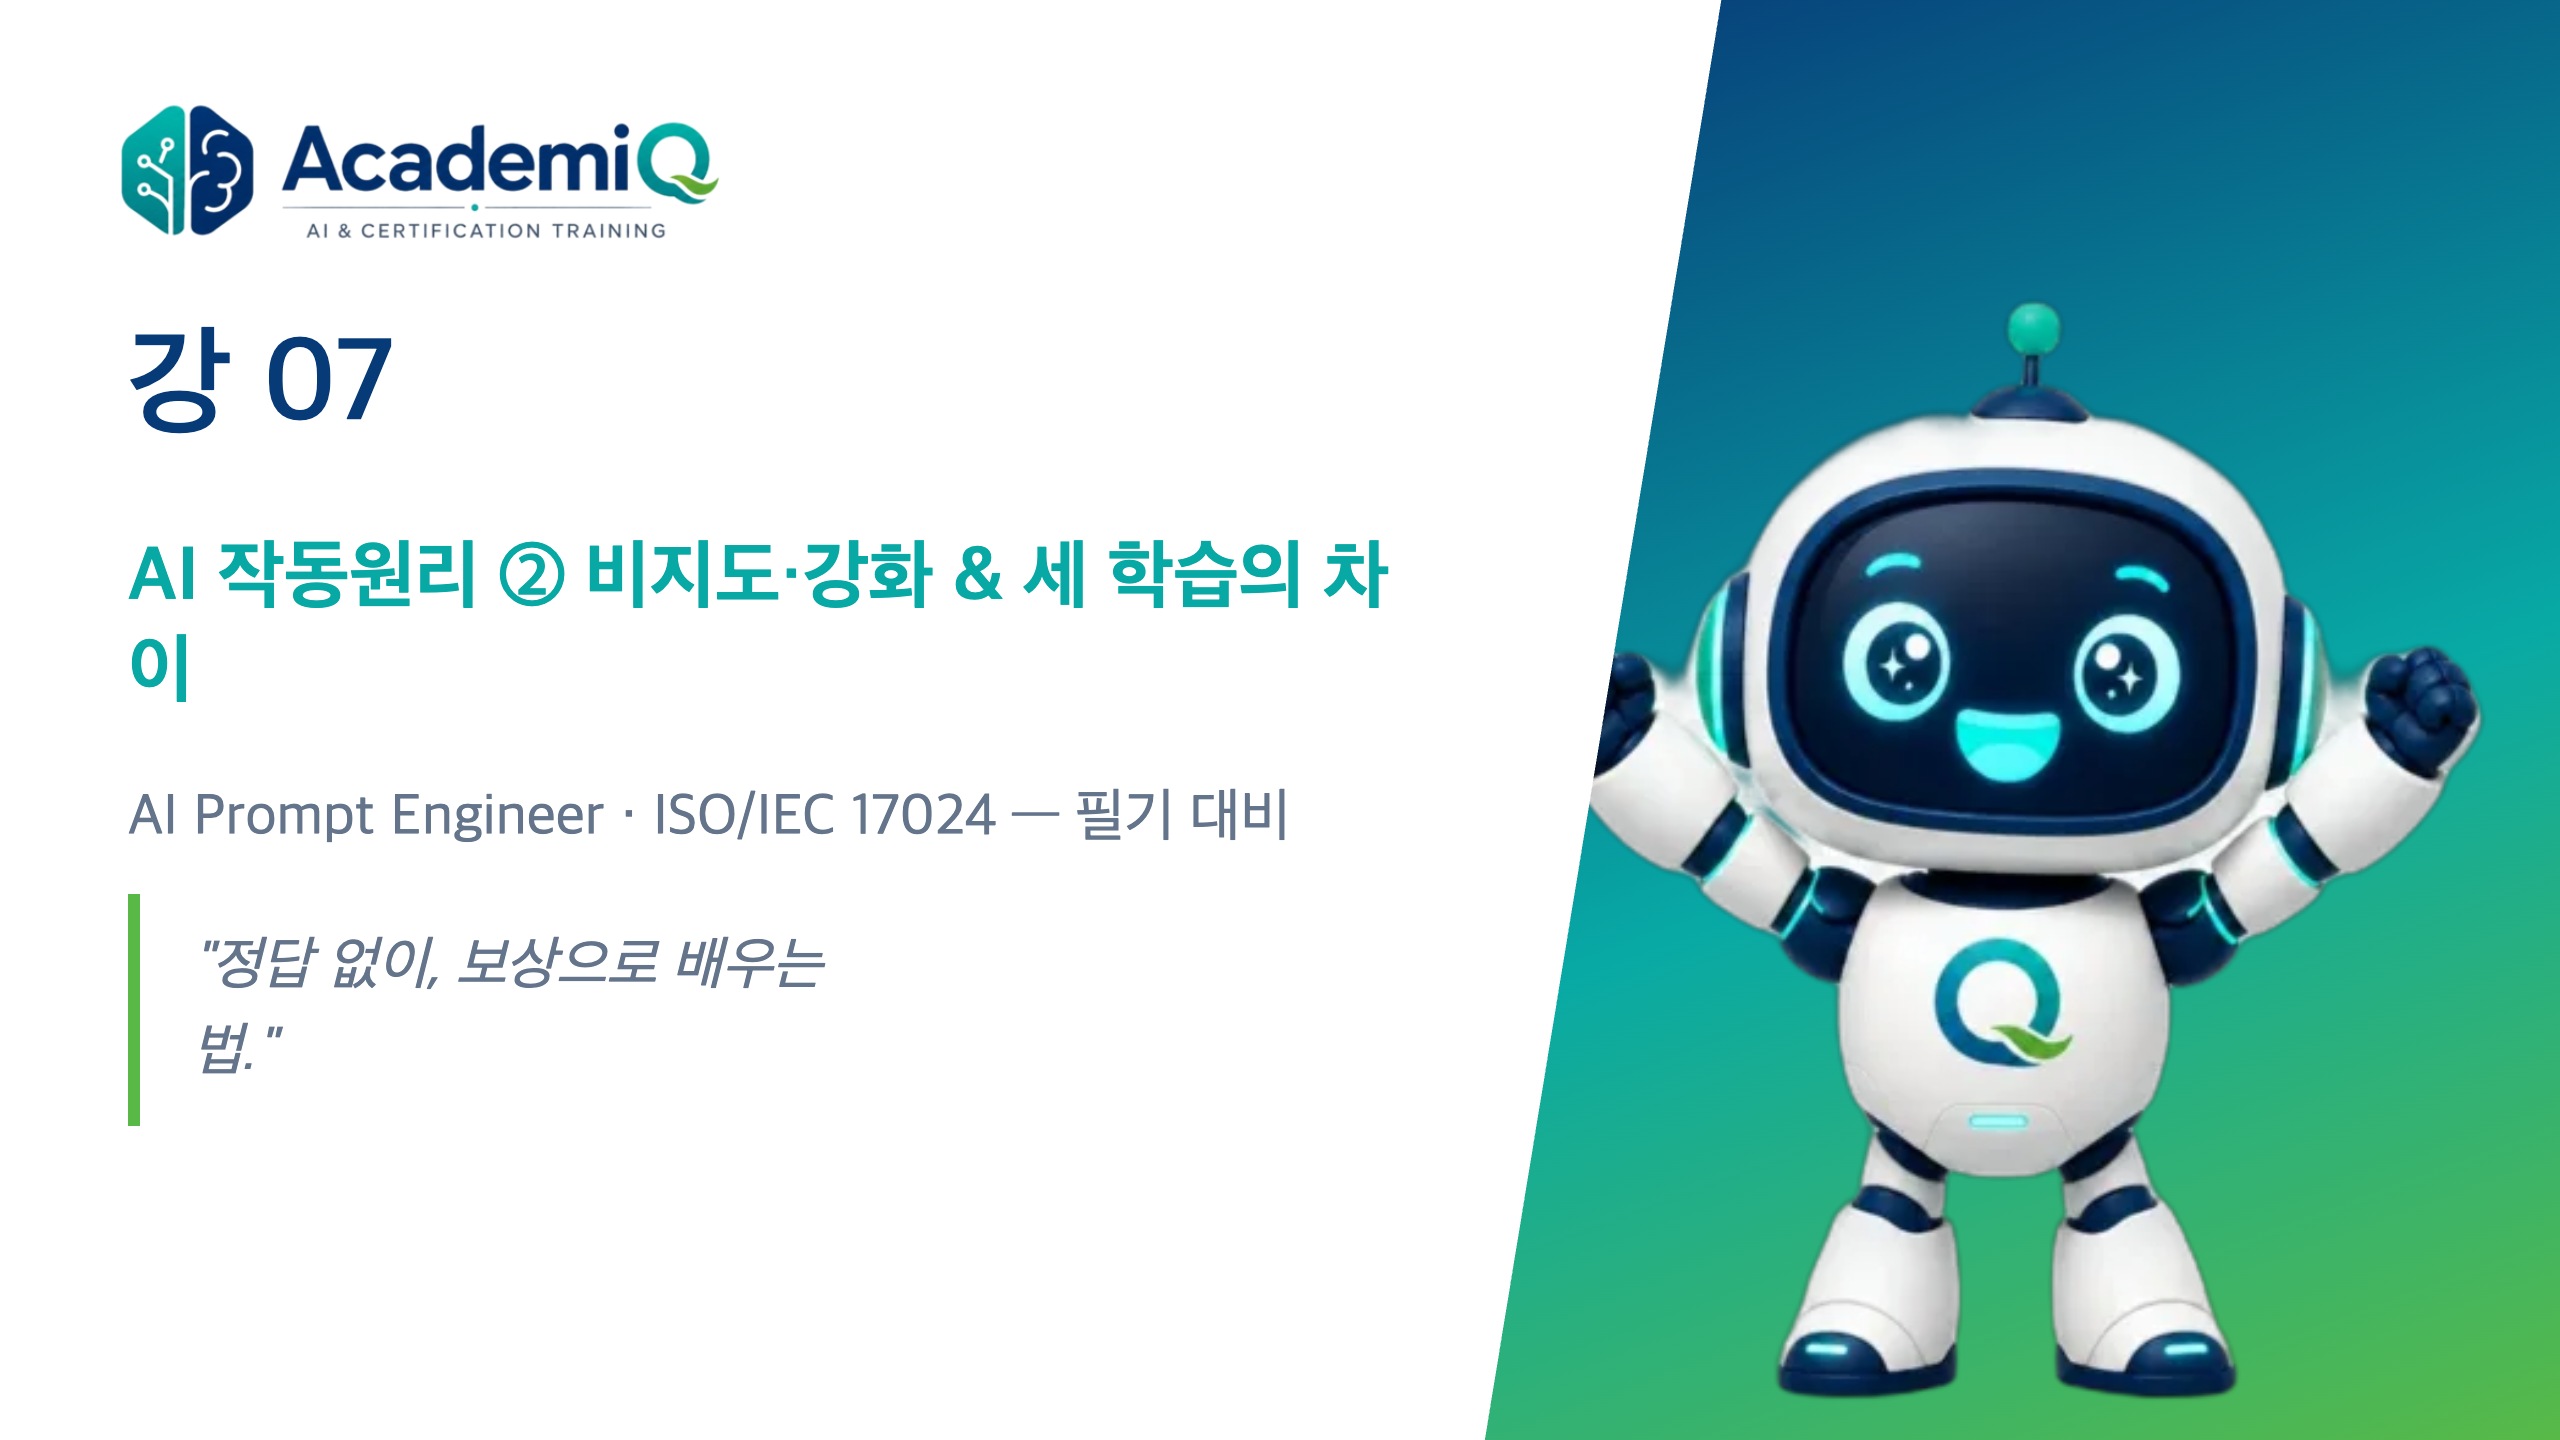 AcademiQ
AI & CERTIFICATION TRAINING
강 07
AI 작동원리 ② 비지도·강화 & 세 학습의 차
이
AI Prompt Engineer · ISO/IEC 17024 — 필기 대비
"정답 없이, 보상으로 배우는
법."
Q